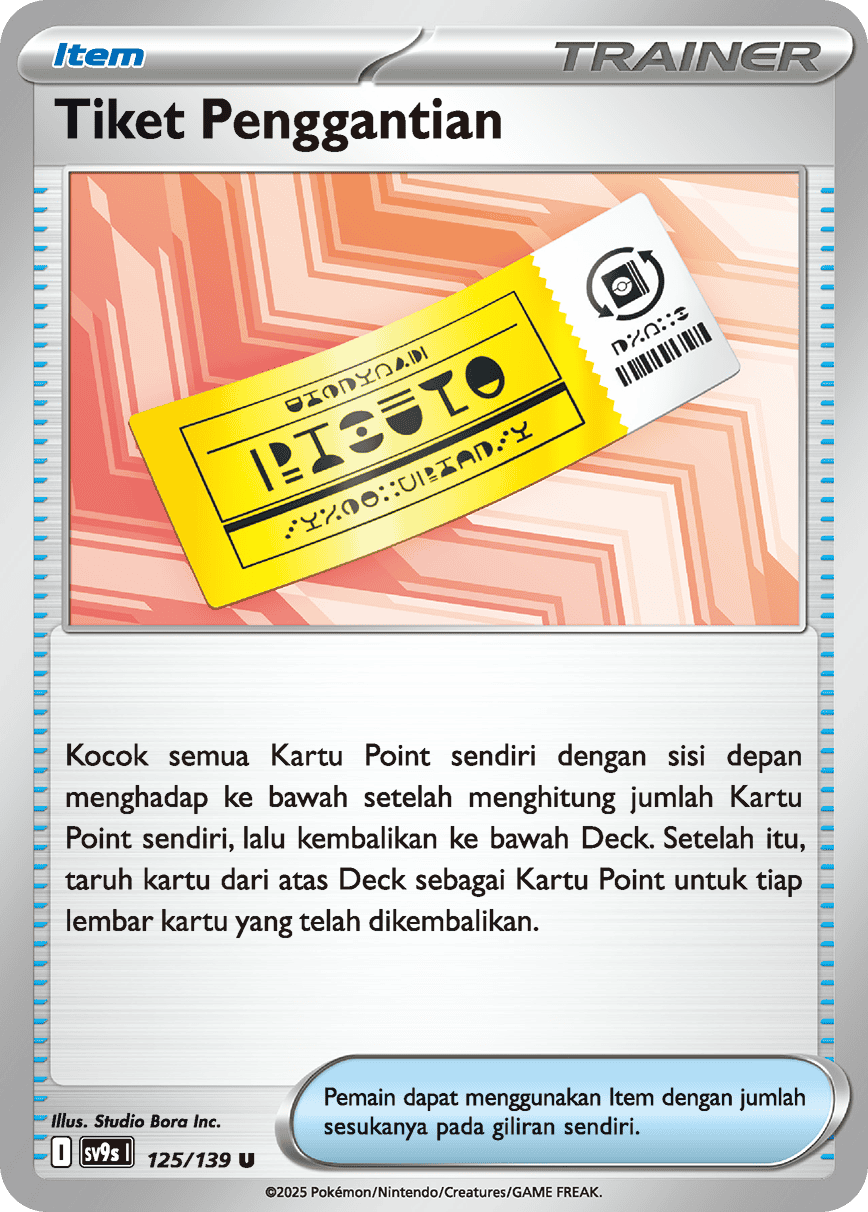 Item
TRAINER
Tiket Penggantian
Kocok semua Kartu Point sendiri dengan sisi depan
menghadap ke bawah setelah menghitung jumlah Kartu
Point sendiri, lalu kembalikan ke bawah Deck. Setelah itu,
taruh kartu dari atas Deck sebagai Kartu Point untuk tiap
lembar kartu yang telah dikembalikan.
Pemain dapat menggunakan Item dengan jumlah
sesukanya pada giliran sendiri.
Illus. Studio Bora Inc.
I sv9s I 125/139 U
©2025 Pokémon/Nintendo/Creatures/GAME FREAK.